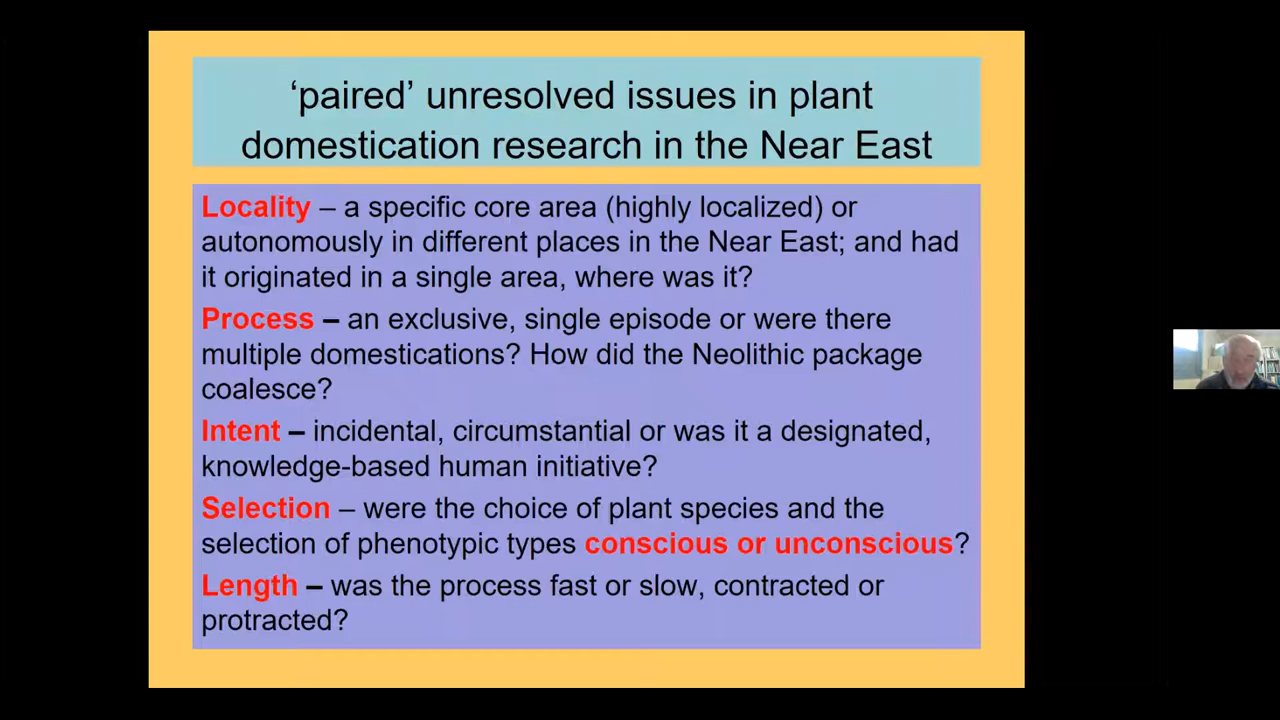 ‘paired’ unresolved issues in plant
domestication research in the Near East
Locality – a specific core area (highly localized) or
autonomously in different places in the Near East; and had
it originated in a single area, where was it?
Process – an exclusive, single episode or were there
multiple domestications? How did the Neolithic package
coalesce?
Intent – incidental, circumstantial or was it a designated,
knowledge-based human initiative?
Selection – were the choice of plant species and the
selection of phenotypic types conscious or unconscious?
Length – was the process fast or slow, contracted or
protracted?